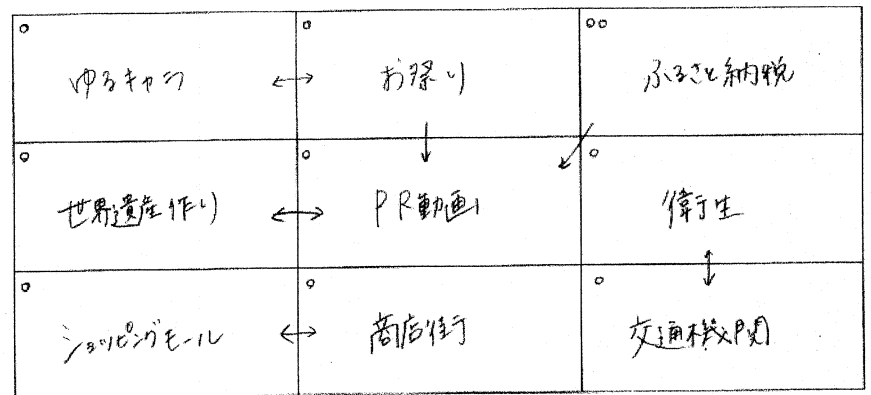 ゆるキャラ ↔ お祭り ふるさと納税
世界遺産作り ↔ PR動画 衛生
ショッピングモール ↔ 商店街 交通機関